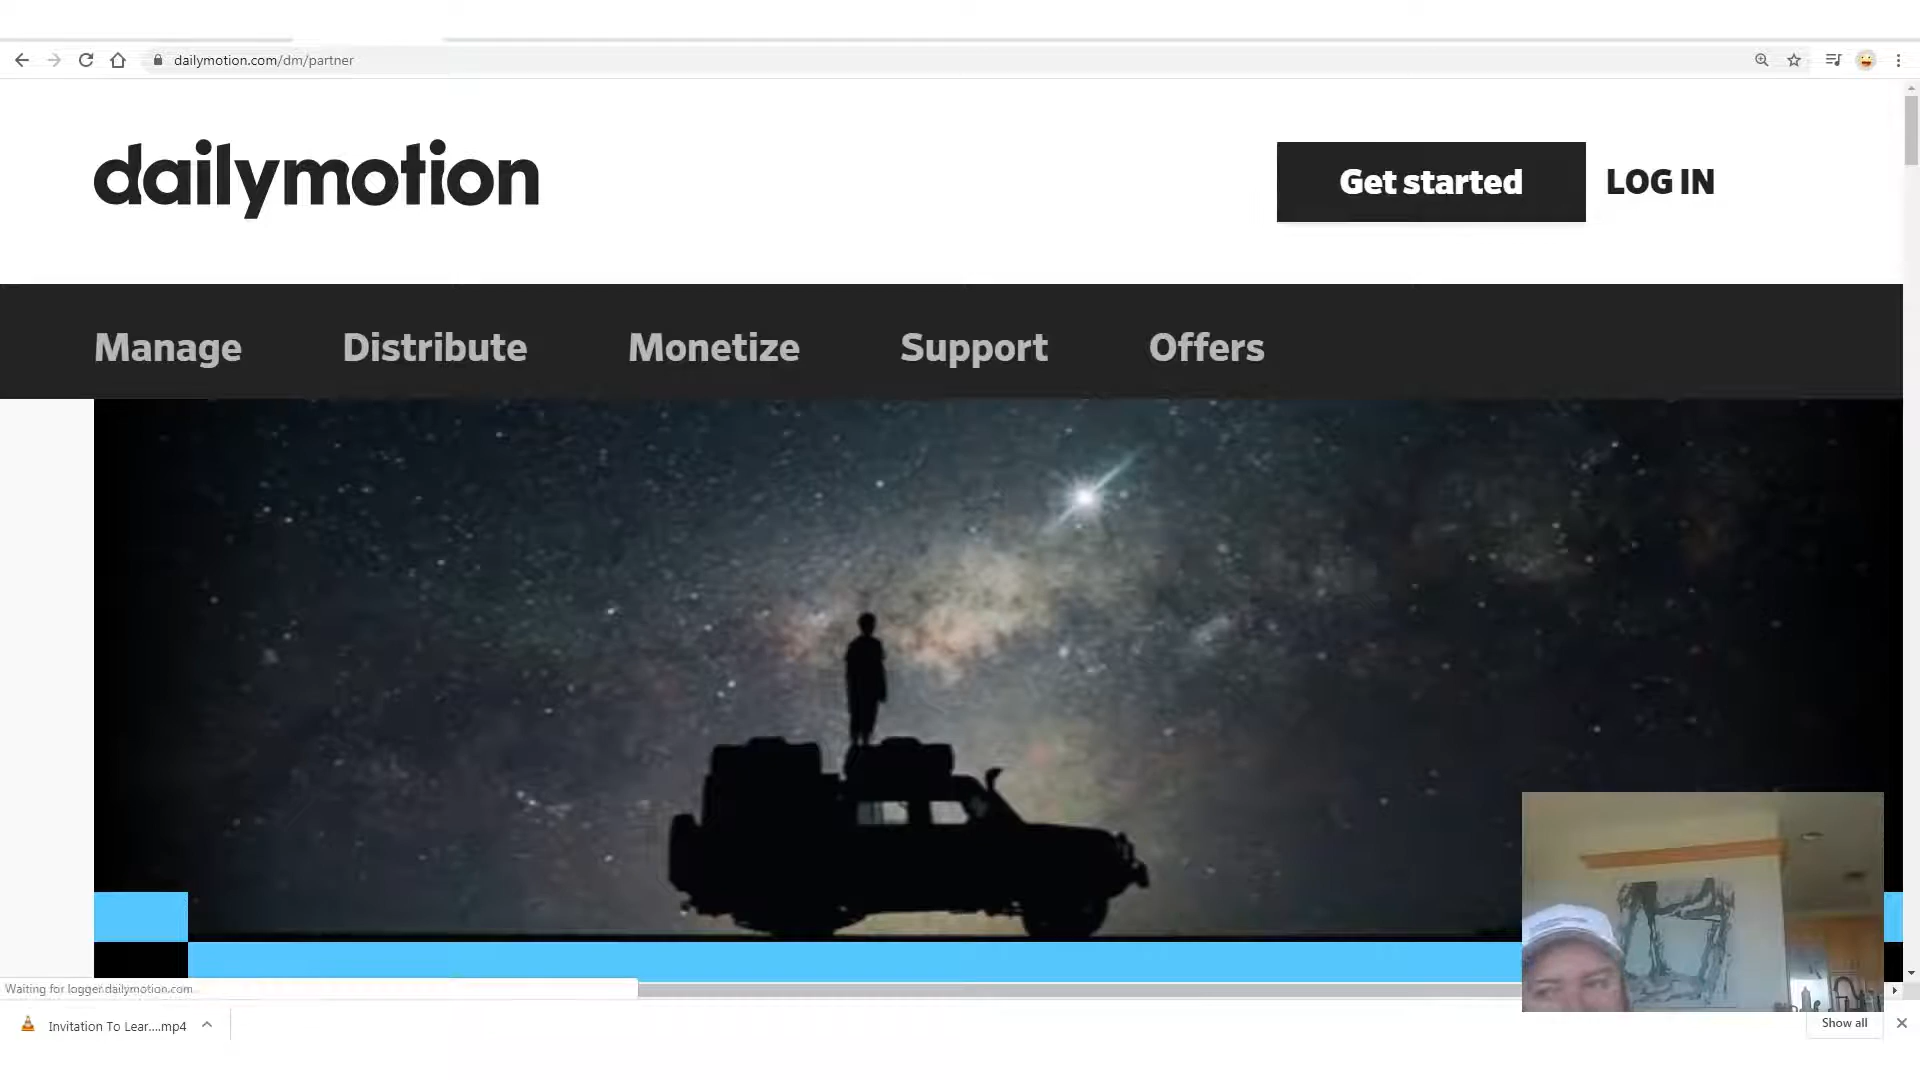 dailymotion.com/dm/partner
dailymotion
Get started
LOG IN
Manage
Distribute
Monetize
Support
Offers
Waiting for logger.dailymotion.com...
Invitation To Lear....mp4
Show all